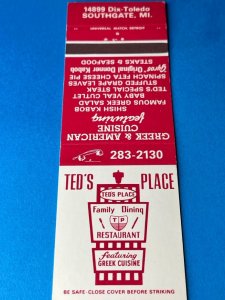 14899 Dix-Toledo
SOUTHGATE, MI.
GREEK & AMERICAN
CUISINE
featuring
SHISH KABOB
FAMOUS GREEK SALAD
BABY VEAL CUTLET
TED'S SPECIAL STEAK
STUFFED GRAPE LEAVES
SPINACH FETA CHEESE PIE
Gyros Original Donner Kabob
STEAKS & SEAFOOD
283-2130
TED'S PLACE
TED'S PLACE
Family Dining
TP
RESTAURANT
featuring
GREEK CUISINE
BE SAFE-CLOSE COVER BEFORE STRIKING